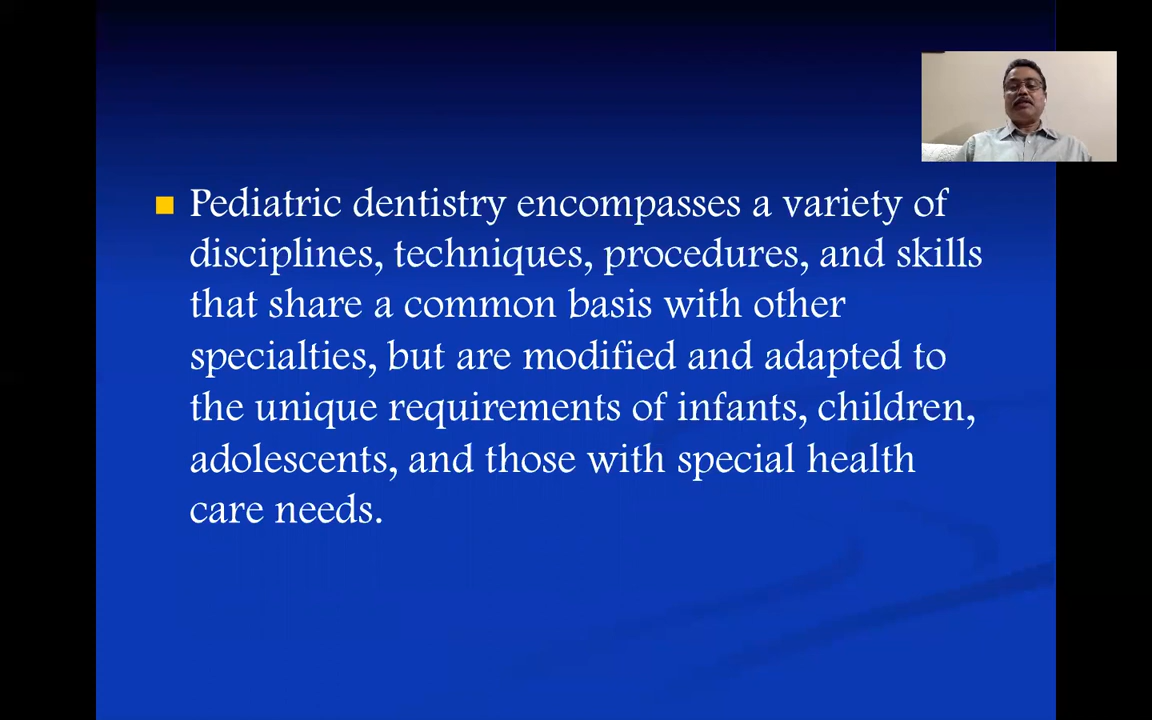 Pediatric dentistry encompasses a variety of
disciplines, techniques, procedures, and skills
that share a common basis with other
specialties, but are modified and adapted to
the unique requirements of infants, children,
adolescents, and those with special health
care needs.